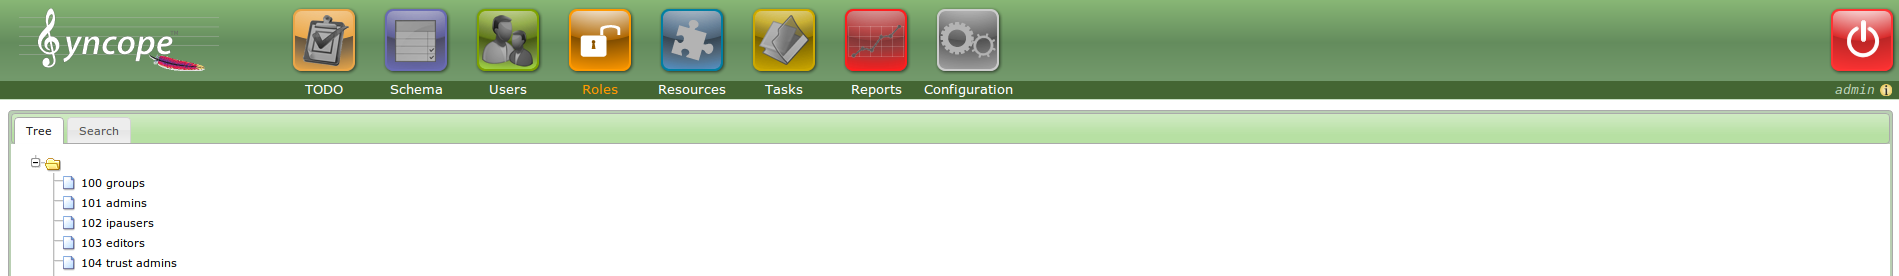 Syncope
TODO
Schema
Users
Roles
Resources
Tasks
Reports
Configuration
admin
Tree
Search
100 groups
101 admins
102 ipausers
103 editors
104 trust admins